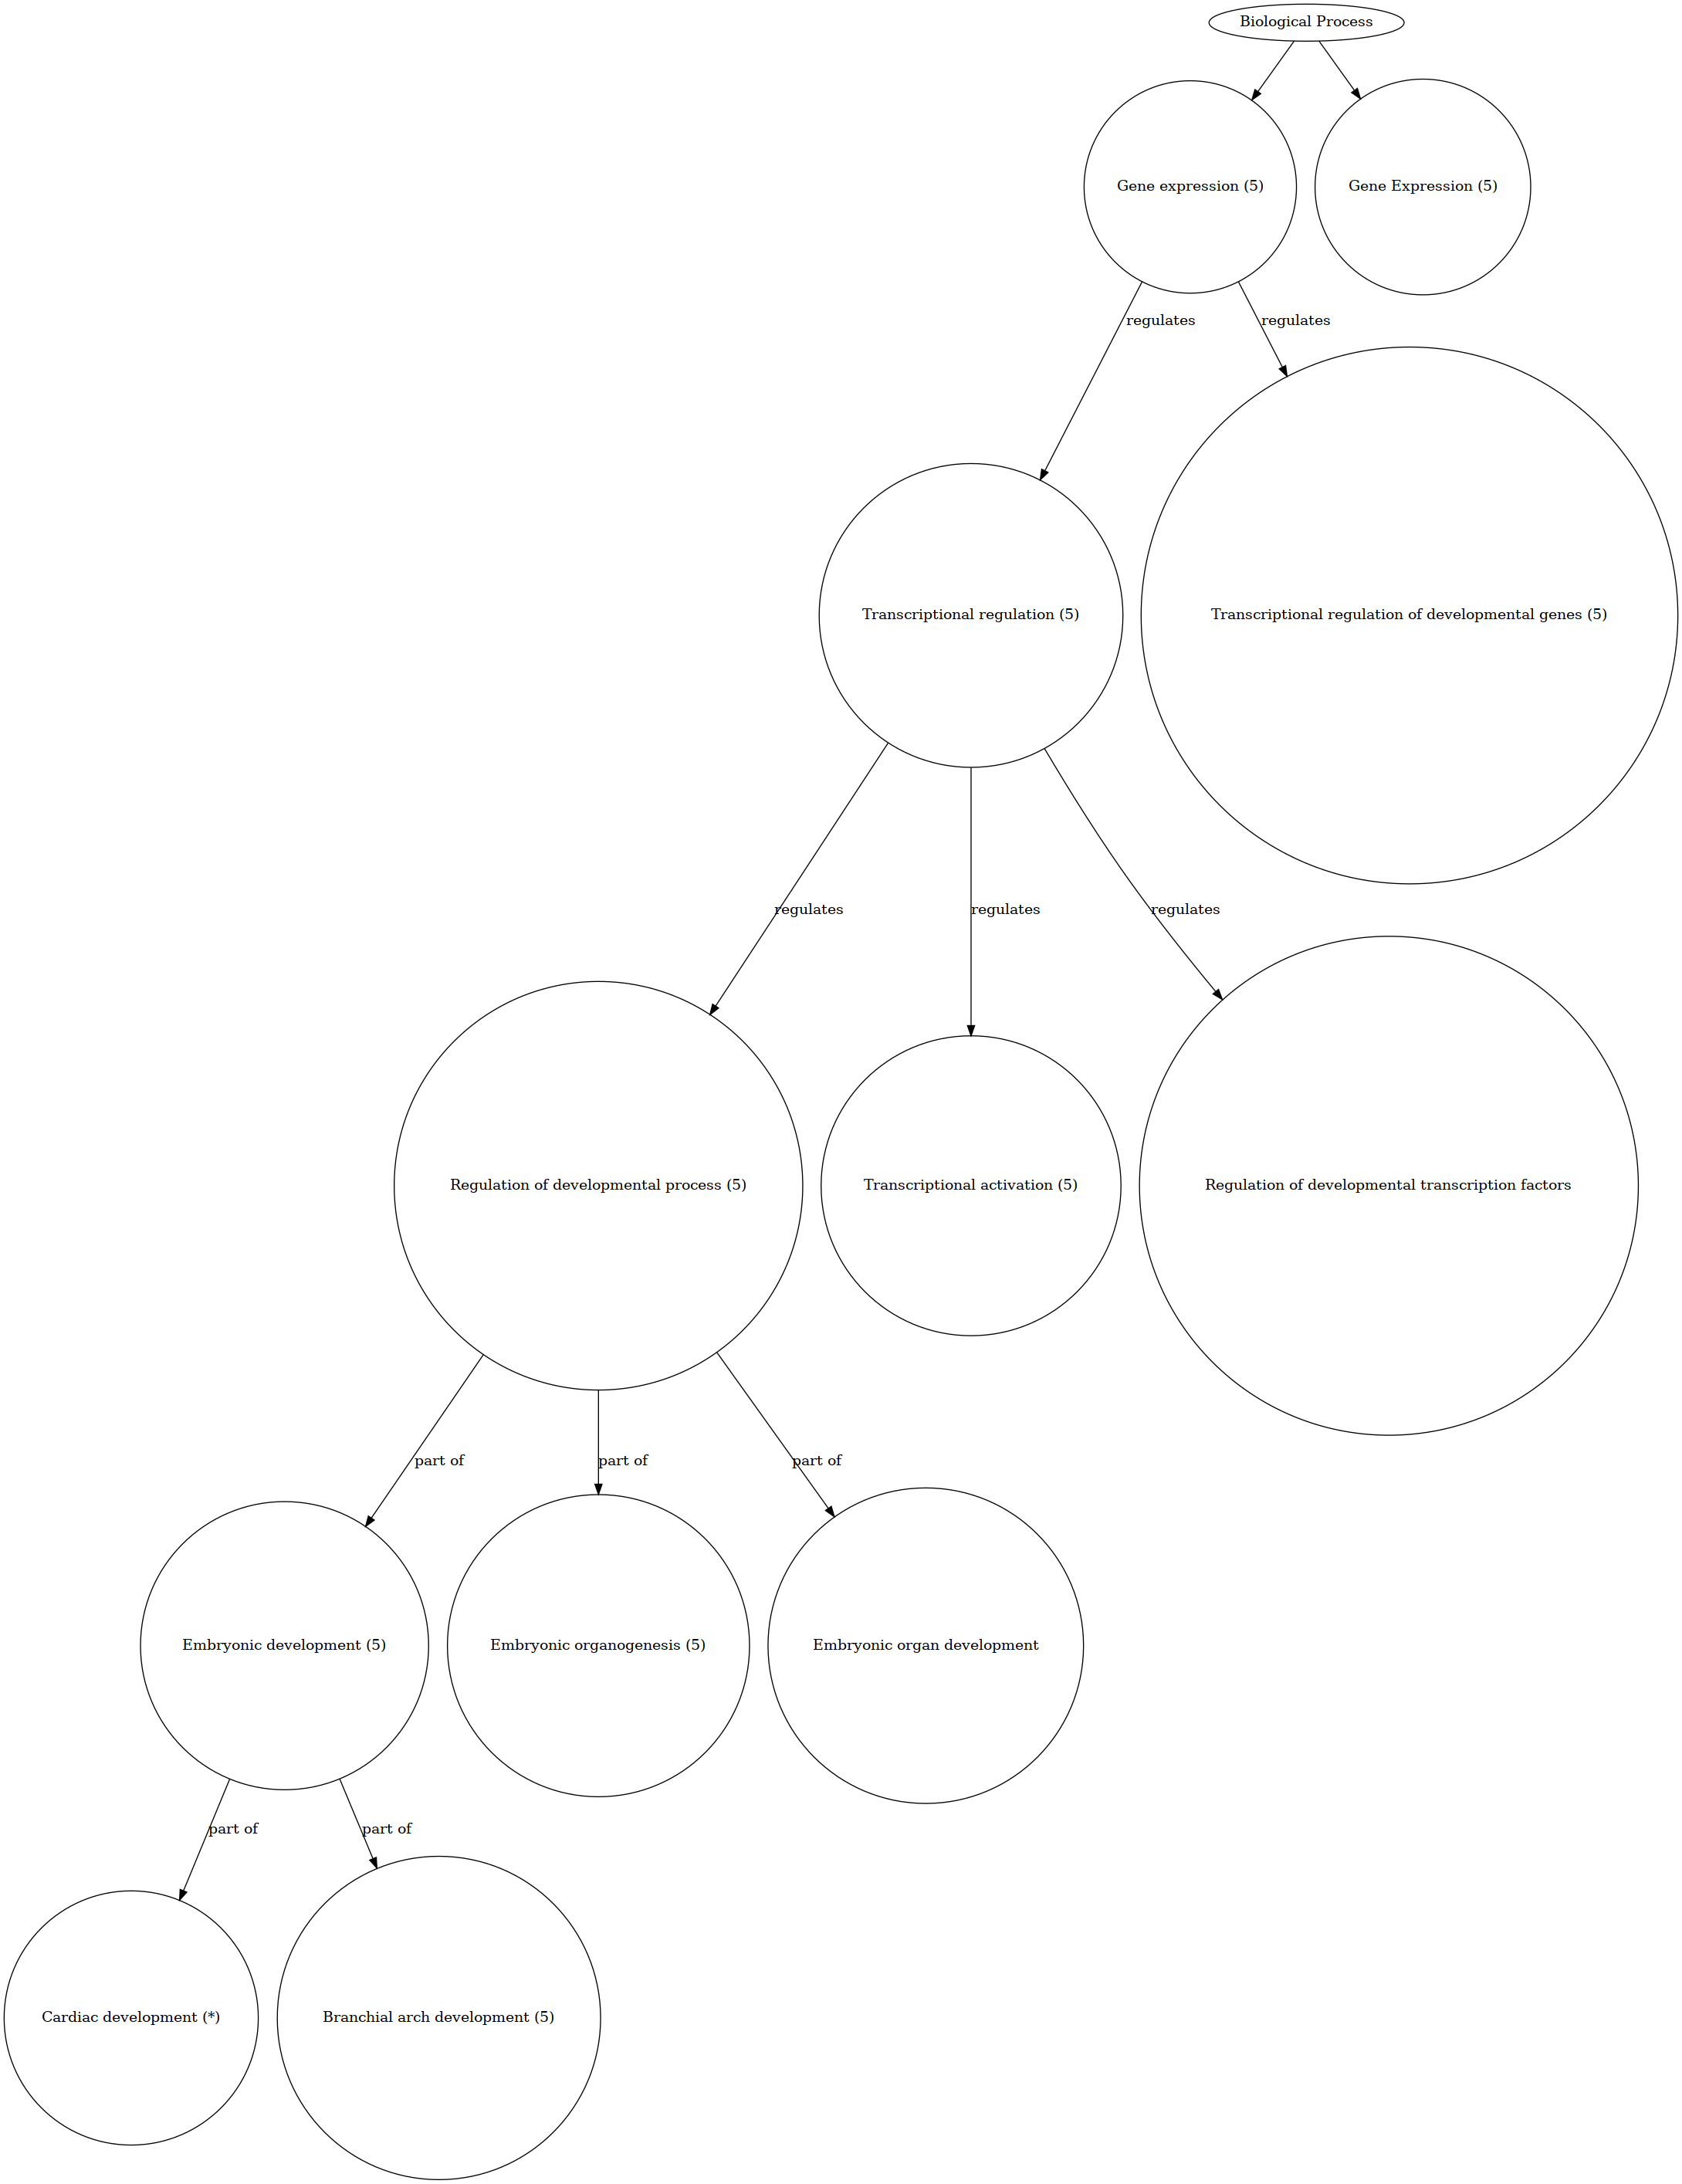 Biological Process
Gene expression (5)
Gene Expression (5)
regulates
regulates
Transcriptional regulation (5)
Transcriptional regulation of developmental genes (5)
regulates
regulates
regulates
Regulation of developmental process (5)
Transcriptional activation (5)
Regulation of developmental transcription factors
part of
part of
part of
Embryonic development (5)
Embryonic organogenesis (5)
Embryonic organ development
part of
part of
Cardiac development (*)
Branchial arch development (5)